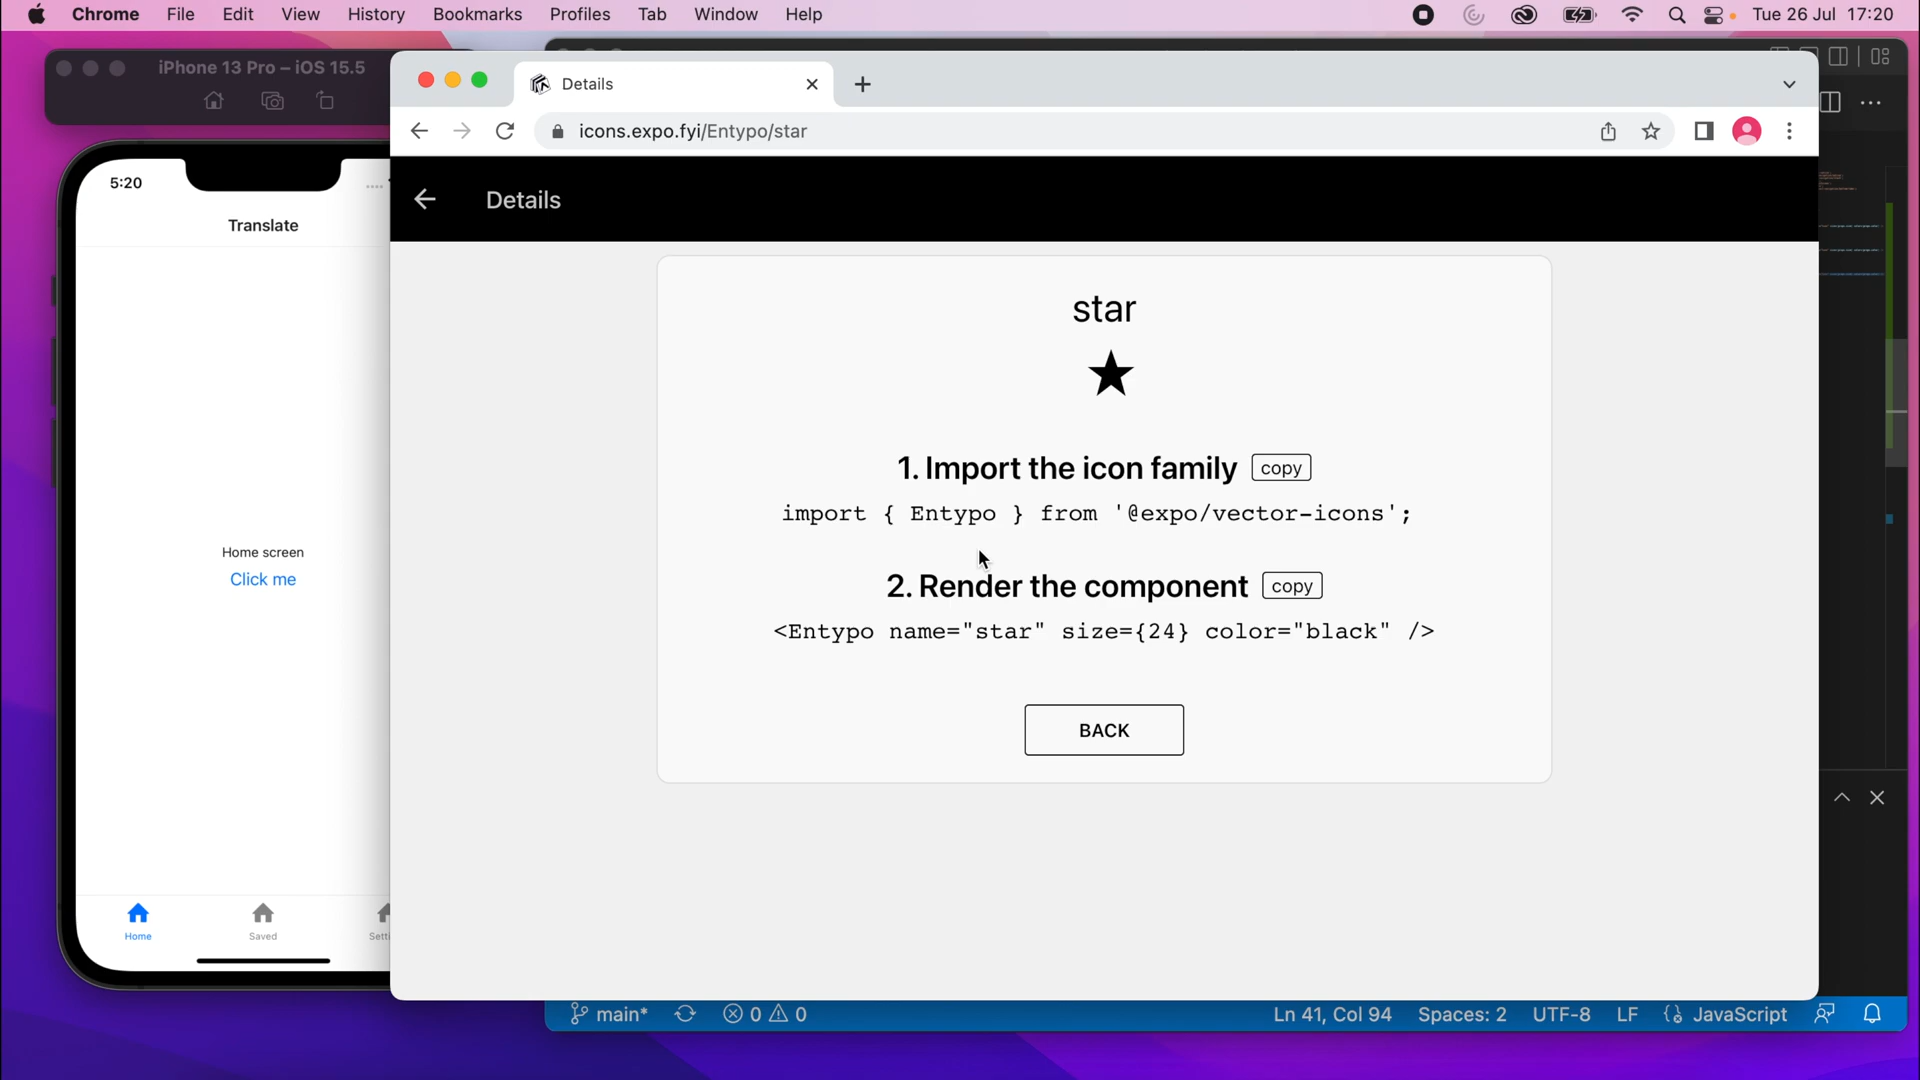 Chrome File Edit View History Bookmarks Profiles Tab Window Help Tue 26 Jul 17:20
iPhone 13 Pro – iOS 15.5
Details
icons.expo.fyi/Entypo/star
5:20
Translate
Home screen
Click me
Home Saved Setti
Details
star
1. Import the icon family copy
import { Entypo } from '@expo/vector-icons';
2. Render the component copy
<Entypo name="star" size={24} color="black" />
BACK
main* 0 0 Ln 41, Col 94 Spaces: 2 UTF-8 LF JavaScript